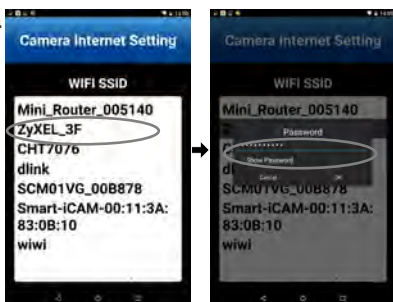 Camera Internet Setting
WIFI SSID
Mini_Router_005140
ZyXEL_3F
CHT7076
dlink
SCM01VG_00B878
Smart-iCAM-00:11:3A:
83:0B:10
wiwi
Camera Internet Setting
WIFI SSID
Mini_Router_005140
Password
Show Password
Cancel
OK
SCM01VG_00B878
Smart-iCAM-00:11:3A:
83:0B:10
wiwi